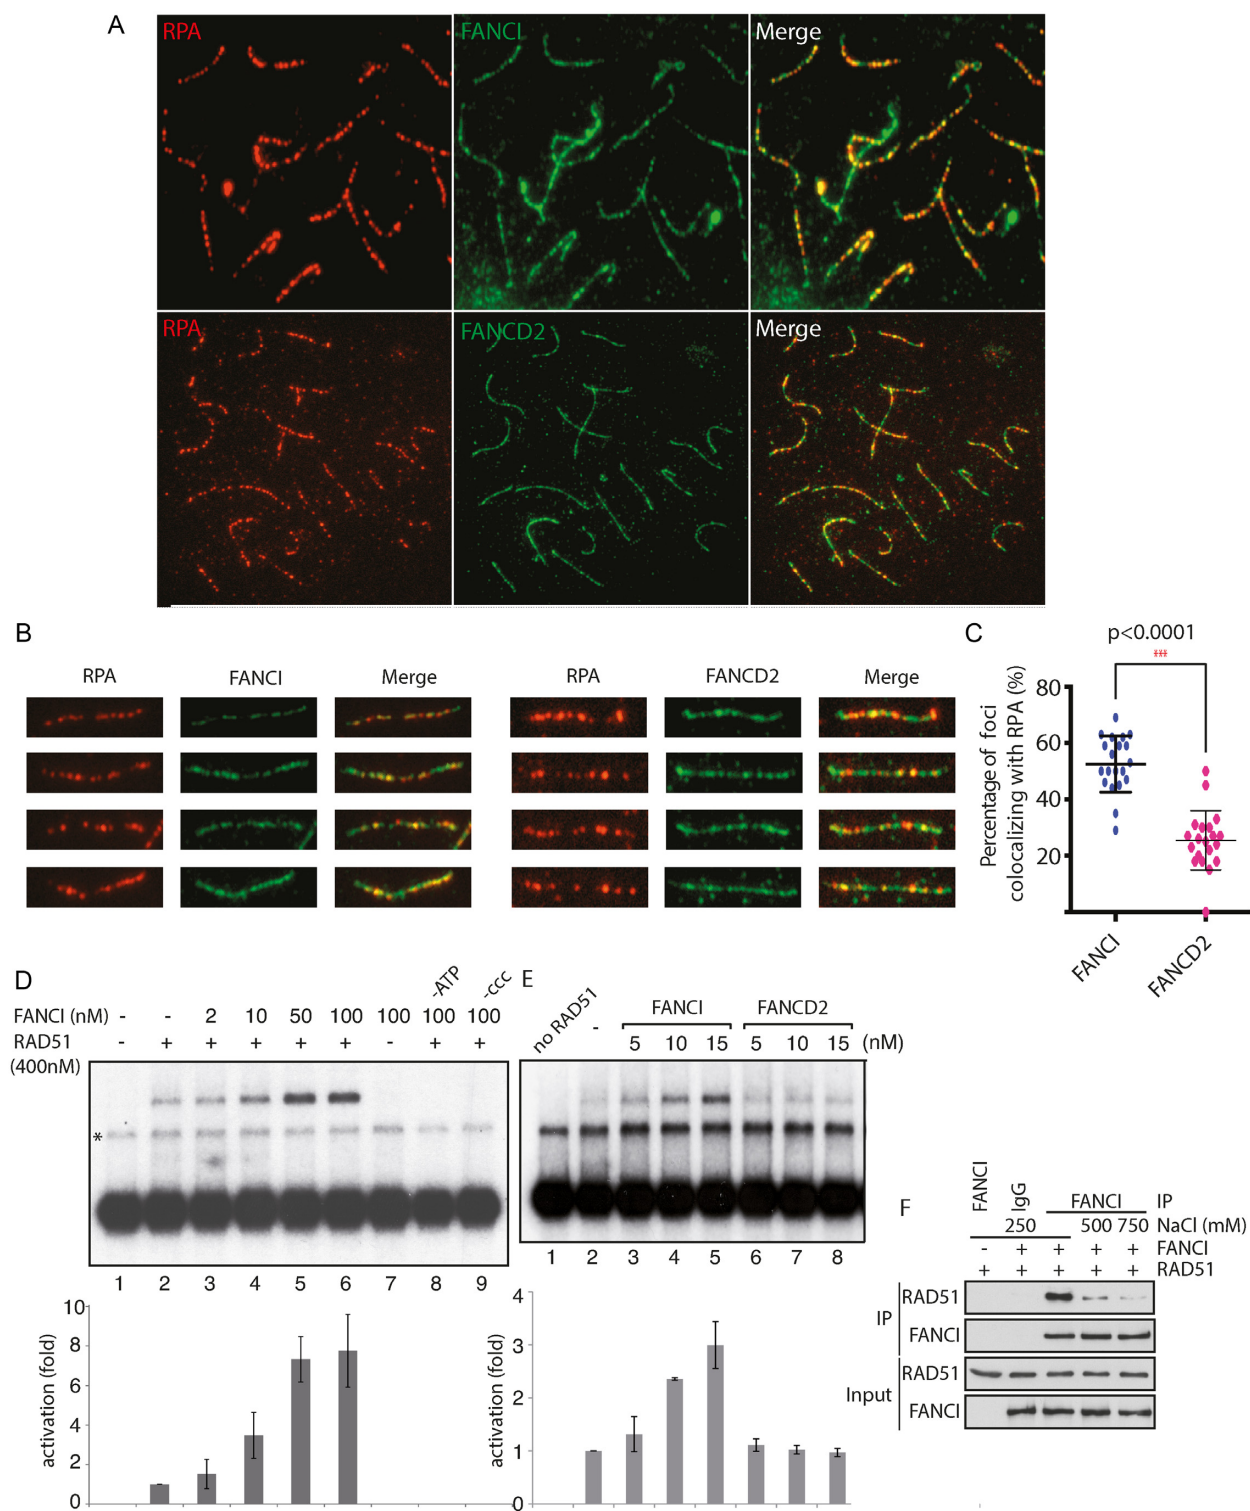 A
RPA
FANCI
Merge
RPA
FANCD2
Merge
B
RPA
FANCI
Merge
RPA
FANCD2
Merge
C
p<0.0001
***
Percentage of foci
colocalizing with RPA (%)
80
60
40
20
FANCI
FANCD2
D
-ATP
-ccc
FANCI (nM) - - 2 10 50 100 100 100 100
RAD51 - + + + + + - + +
(400nM)
*
1 2 3 4 5 6 7 8 9
activation (fold)
10
8
6
4
2
0
E
no RAD51
FANCI
FANCD2
- 5 10 15 5 10 15 (nM)
1 2 3 4 5 6 7 8
activation (fold)
4
3
2
1
0
F
FANCI
IgG
FANCI
IP
250 500 750 NaCl (mM)
- + + + + FANCI
+ + + + + RAD51
IP
RAD51
FANCI
Input
RAD51
FANCI